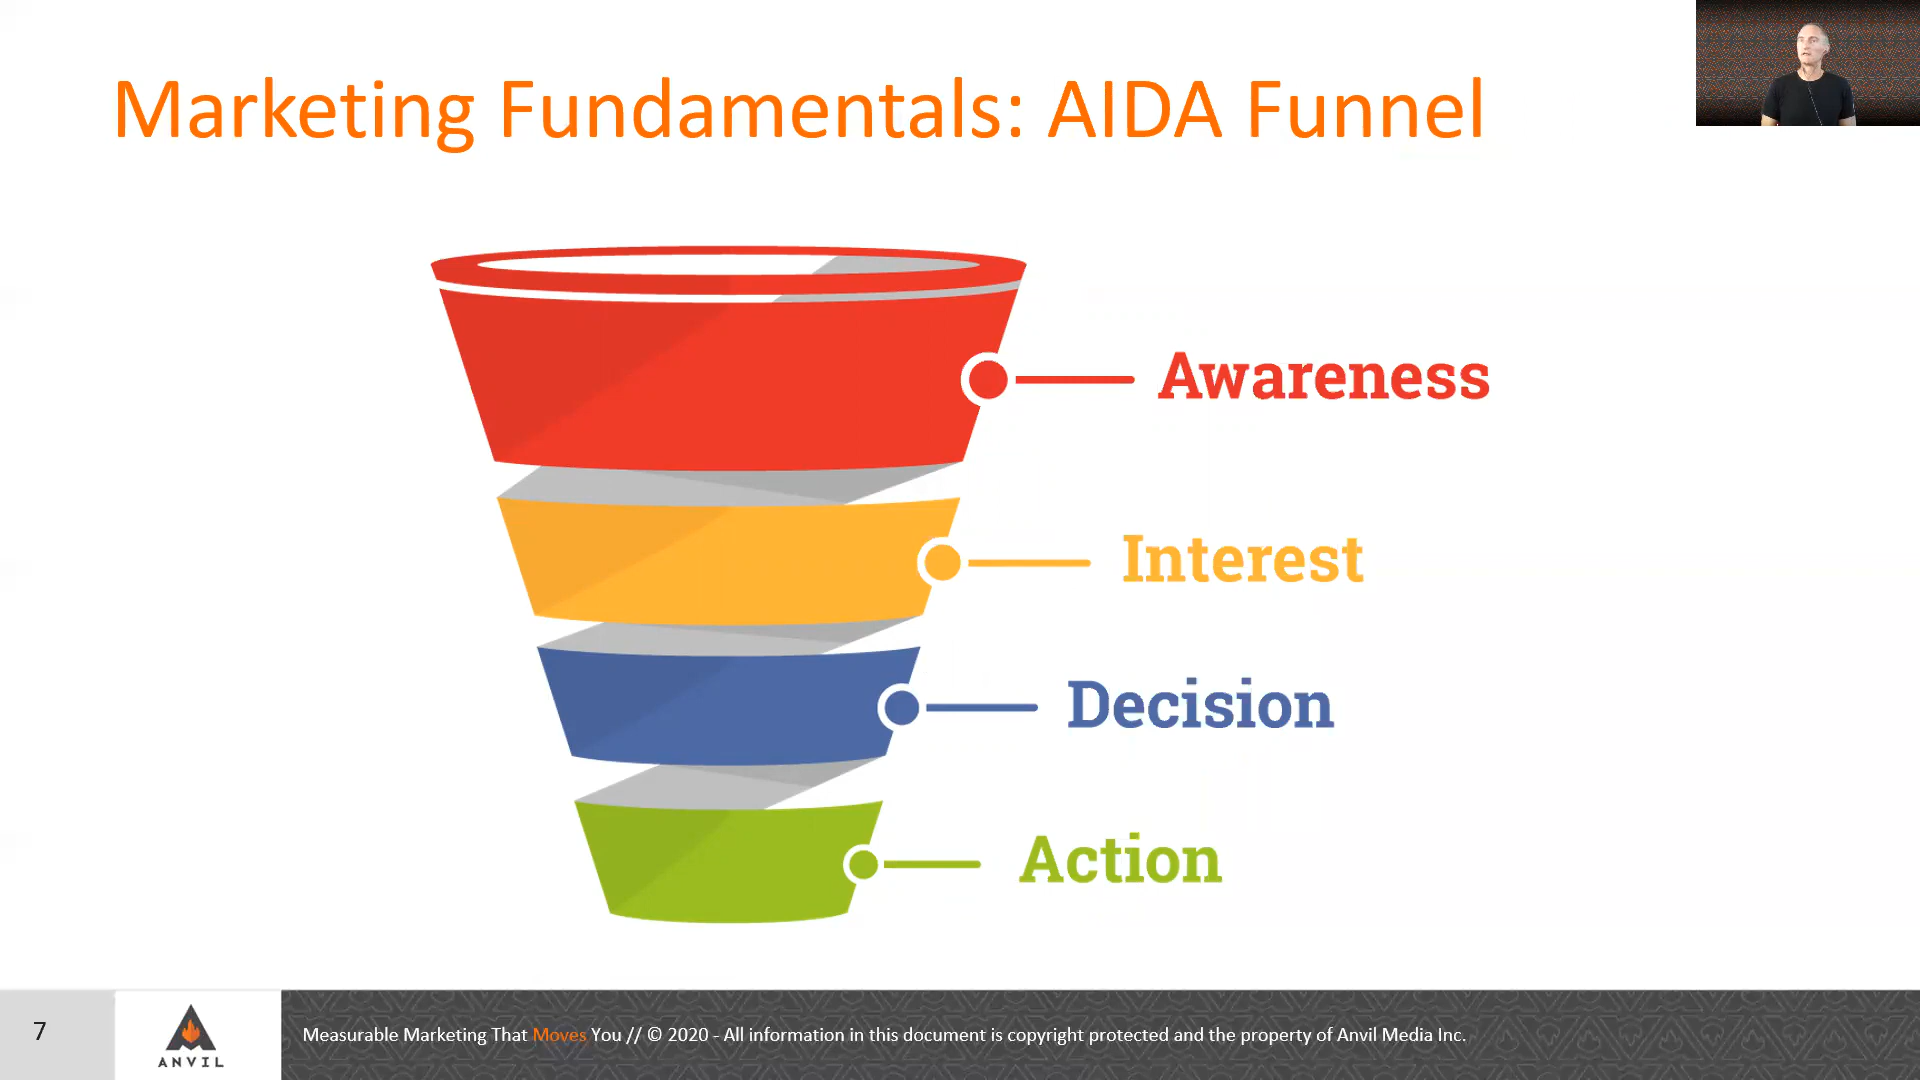 Marketing Fundamentals: AIDA Funnel
Awareness
Interest
Decision
Action
7
ANVIL
Measurable Marketing That Moves You // © 2020 - All information in this document is copyright protected and the property of Anvil Media Inc.